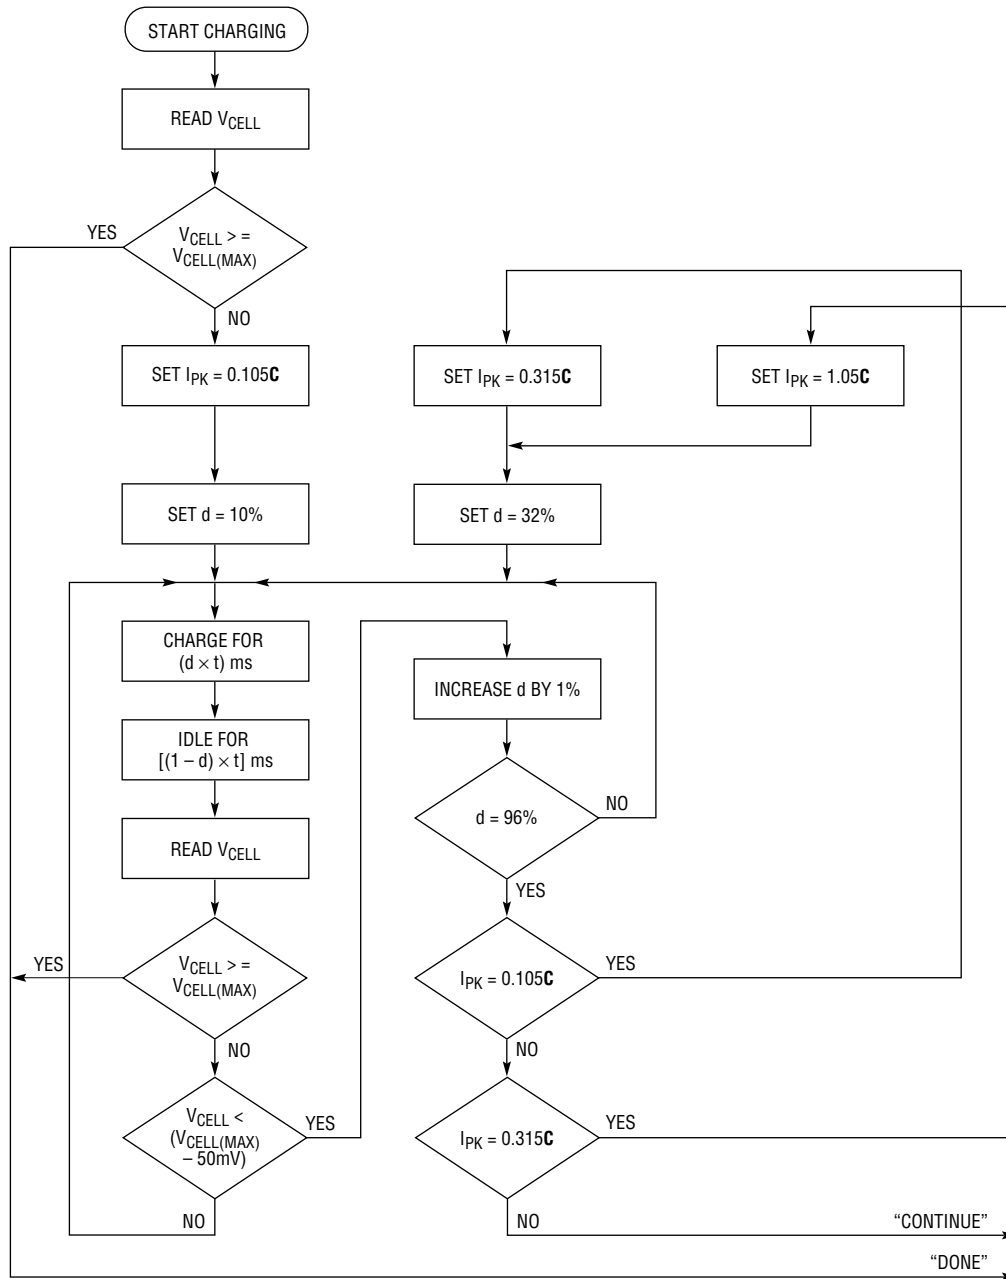 START CHARGING
READ VCELL
YES
VCELL > =
VCELL(MAX)
NO
SET IPK = 0.105C
SET IPK = 0.315C
SET IPK = 1.05C
SET d = 10%
SET d = 32%
CHARGE FOR
(d × t) ms
INCREASE d BY 1%
IDLE FOR
[(1 – d) × t] ms
d = 96%
NO
YES
READ VCELL
YES
VCELL > =
VCELL(MAX)
NO
IPK = 0.105C
YES
NO
VCELL <
(VCELL(MAX)
– 50mV)
YES
NO
IPK = 0.315C
YES
NO
“CONTINUE”
“DONE”